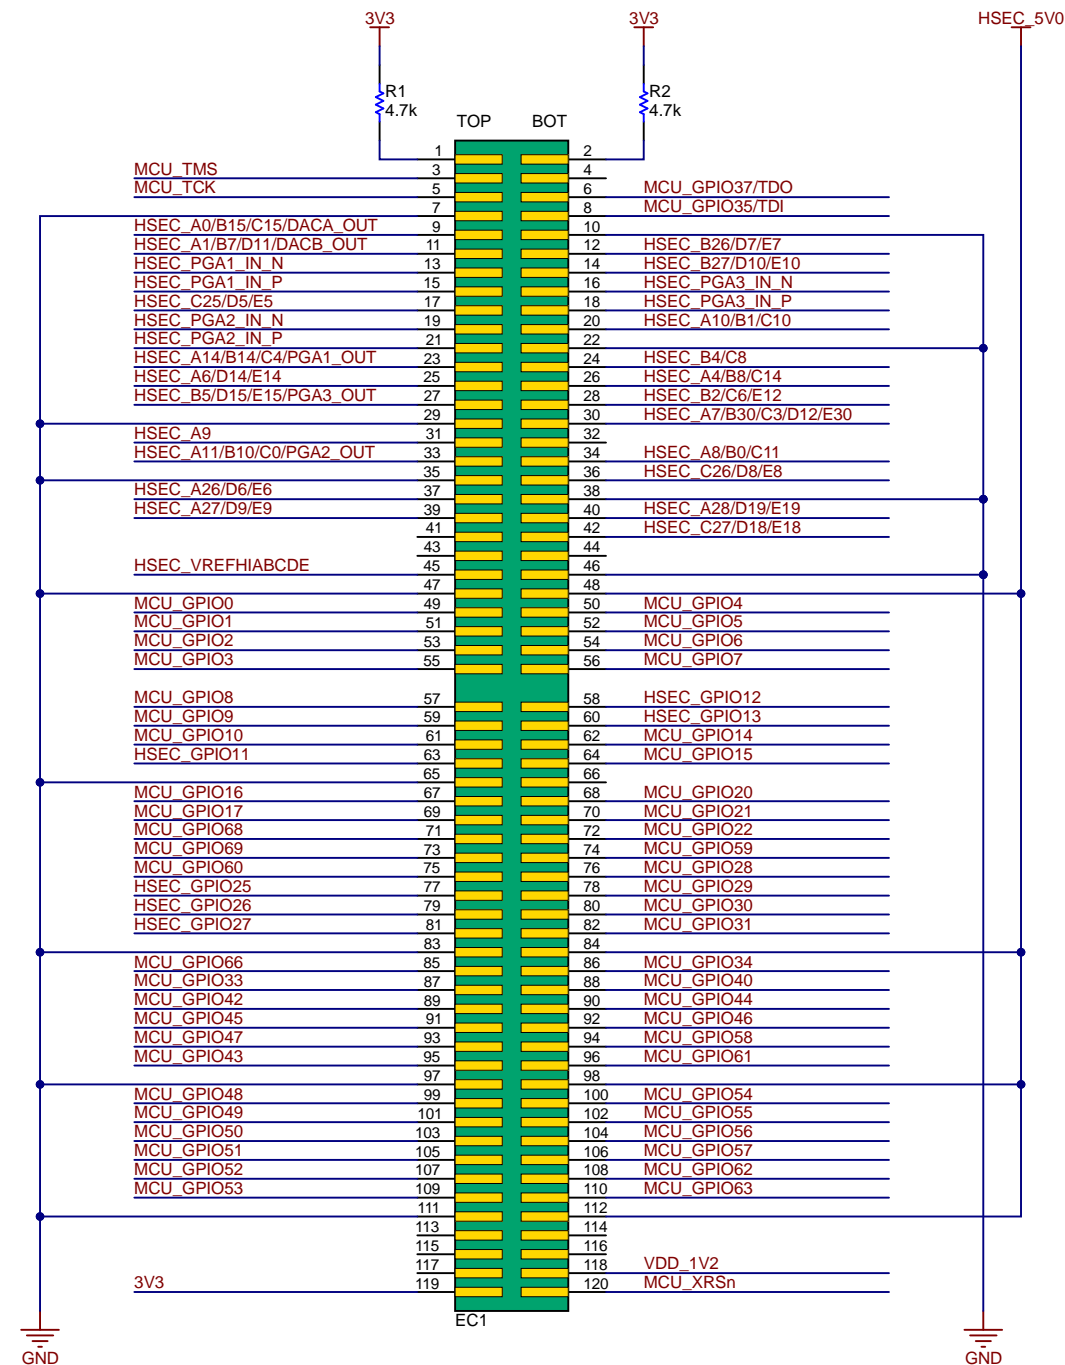 3V3 3V3 HSEC_5V0
R1 R2
4.7k 4.7k
TOP BOT
1 2
MCU_TMS 3 4
MCU_TCK 5 6 MCU_GPIO37/TDO
7 8 MCU_GPIO35/TDI
HSEC_A0/B15/C15/DACA_OUT 9 10
HSEC_A1/B7/D11/DACB_OUT 11 12 HSEC_B26/D7/E7
HSEC_PGA1_IN_N 13 14 HSEC_B27/D10/E10
HSEC_PGA1_IN_P 15 16 HSEC_PGA3_IN_N
HSEC_C25/D5/E5 17 18 HSEC_PGA3_IN_P
HSEC_PGA2_IN_N 19 20 HSEC_A10/B1/C10
HSEC_PGA2_IN_P 21 22
HSEC_A14/B14/C4/PGA1_OUT 23 24 HSEC_B4/C8
HSEC_A6/D14/E14 25 26 HSEC_A4/B8/C14
HSEC_B5/D15/E15/PGA3_OUT 27 28 HSEC_B2/C6/E12
29 30 HSEC_A7/B30/C3/D12/E30
HSEC_A9 31 32
HSEC_A11/B10/C0/PGA2_OUT 33 34 HSEC_A8/B0/C11
35 36 HSEC_C26/D8/E8
HSEC_A26/D6/E6 37 38
HSEC_A27/D9/E9 39 40 HSEC_A28/D19/E19
41 42 HSEC_C27/D18/E18
43 44
HSEC_VREFHIABCDE 45 46
47 48
MCU_GPIO0 49 50 MCU_GPIO4
MCU_GPIO1 51 52 MCU_GPIO5
MCU_GPIO2 53 54 MCU_GPIO6
MCU_GPIO3 55 56 MCU_GPIO7
MCU_GPIO8 57 58 HSEC_GPIO12
MCU_GPIO9 59 60 HSEC_GPIO13
MCU_GPIO10 61 62 MCU_GPIO14
HSEC_GPIO11 63 64 MCU_GPIO15
65 66
MCU_GPIO16 67 68 MCU_GPIO20
MCU_GPIO17 69 70 MCU_GPIO21
MCU_GPIO68 71 72 MCU_GPIO22
MCU_GPIO69 73 74 MCU_GPIO59
MCU_GPIO60 75 76 MCU_GPIO28
HSEC_GPIO25 77 78 MCU_GPIO29
HSEC_GPIO26 79 80 MCU_GPIO30
HSEC_GPIO27 81 82 MCU_GPIO31
83 84
MCU_GPIO66 85 86 MCU_GPIO34
MCU_GPIO33 87 88 MCU_GPIO40
MCU_GPIO42 89 90 MCU_GPIO44
MCU_GPIO45 91 92 MCU_GPIO46
MCU_GPIO47 93 94 MCU_GPIO58
MCU_GPIO43 95 96 MCU_GPIO61
97 98
MCU_GPIO48 99 100 MCU_GPIO54
MCU_GPIO49 101 102 MCU_GPIO55
MCU_GPIO50 103 104 MCU_GPIO56
MCU_GPIO51 105 106 MCU_GPIO57
MCU_GPIO52 107 108 MCU_GPIO62
MCU_GPIO53 109 110 MCU_GPIO63
111 112
113 114
115 116
117 118 VDD_1V2
3V3 119 120 MCU_XRSn
EC1
GND GND